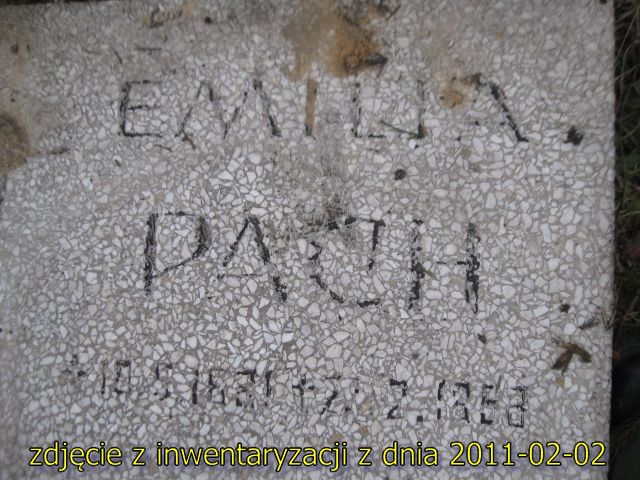 EMILIA
PACH
zdjęcie z inwentaryzacji z dnia 2011-02-02